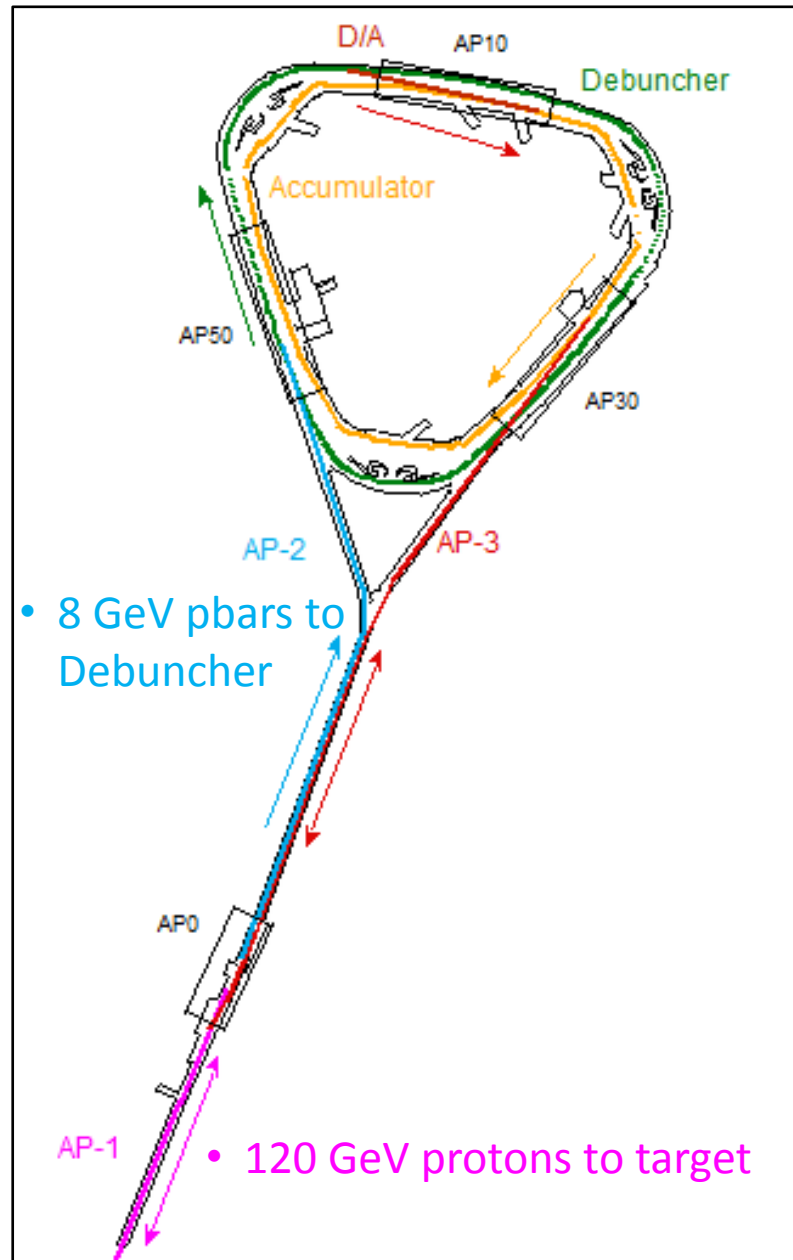 D/A
AP10
Debuncher
Accumulator
AP50
AP30
AP-2
AP-3
• 8 GeV pbars to
Debuncher
AP0
AP-1
• 120 GeV protons to target